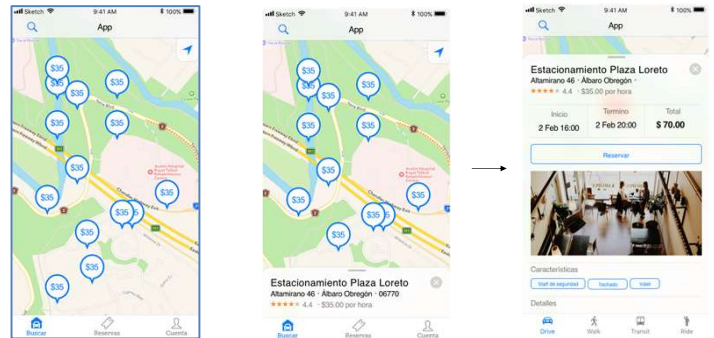 Sketch 9:41 AM 100%
App
$35
$35
$35
$35
$35
$35
$35
$35
$35
$35
$35
$35
$35
Buscar Reservas Cuenta
Sketch 9:41 AM 100%
App
$35
$35
$35
$35
$35
$35
$35
$35
$35
$35
$35
Estacionamiento Plaza Loreto
Altamirano 46 · Álbaro Obregón · 06770
4.4 · $35.00 por hora
Buscar Reservas Cuenta
Sketch 9:41 AM 100%
App
Estacionamiento Plaza Loreto
Altamirano 46 · Álbaro Obregón ·
4.4 · $35.00 por hora
Inicio Termino Total
2 Feb 16:00 2 Feb 20:00 $ 70.00
Reservar
Características
Staff de seguridad Techado Valet
Detalles
Drive Walk Transit Ride